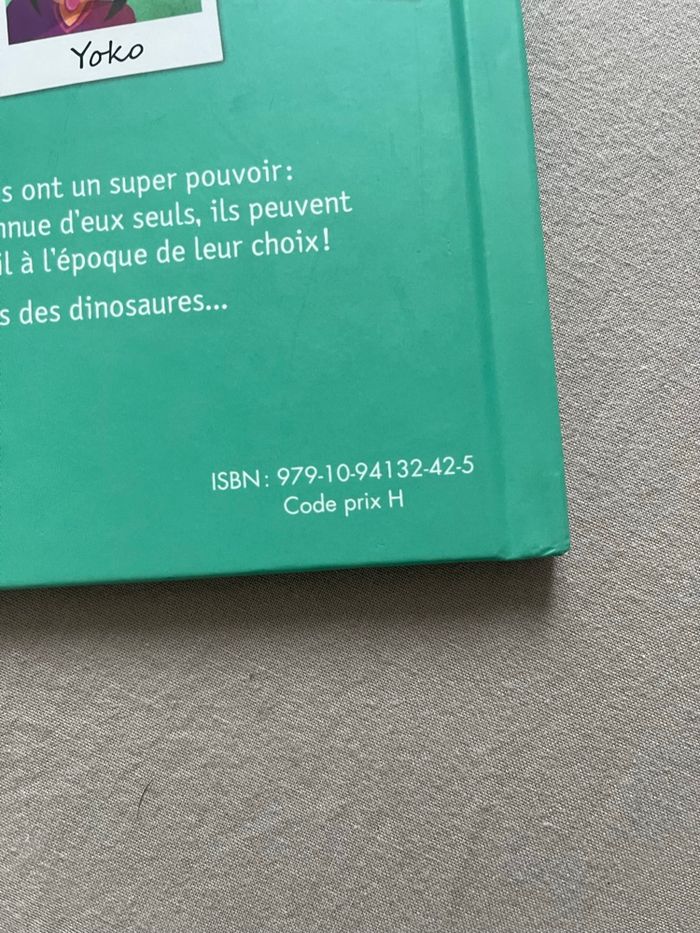 Yoko
s ont un super pouvoir:
nnue d'eux seuls, ils peuvent
il à l'époque de leur choix!
s des dinosaures...
ISBN: 979-10-94132-42-5
Code prix H